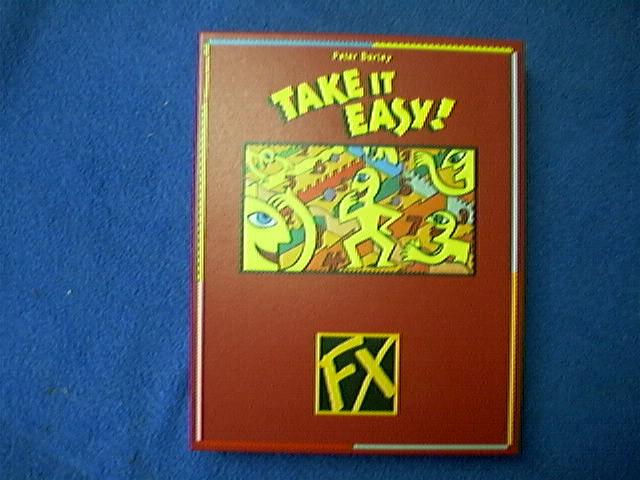 Peter Burley
TAKE IT
EASY!
FX